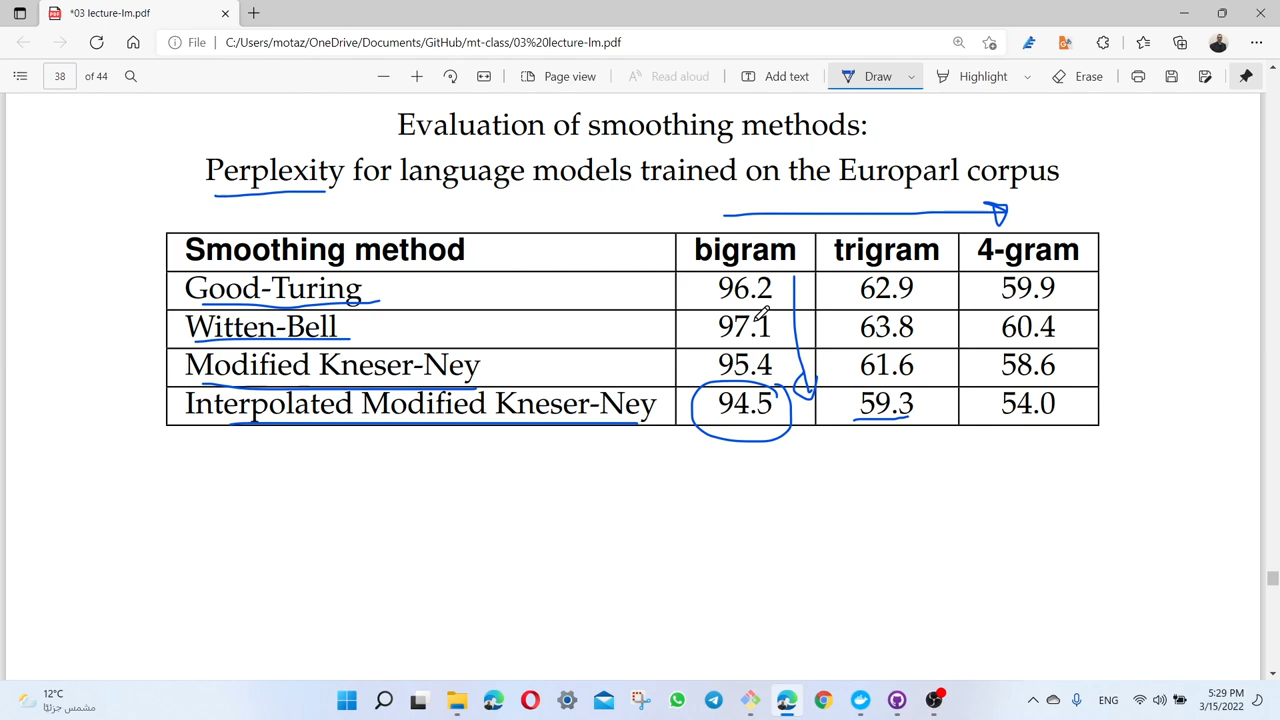 *03 lecture-lm.pdf
File C:/Users/motaz/OneDrive/Documents/GitHub/mt-class/03%20lecture-lm.pdf
38 of 44 Page view Read aloud Add text Draw Highlight Erase
Evaluation of smoothing methods:
Perplexity for language models trained on the Europarl corpus
Smoothing method bigram trigram 4-gram
Good-Turing 96.2 62.9 59.9
Witten-Bell 97.1 63.8 60.4
Modified Kneser-Ney 95.4 61.6 58.6
Interpolated Modified Kneser-Ney 94.5 59.3 54.0
12°C
مشمس جزئيًا
ENG
5:29 PM
3/15/2022